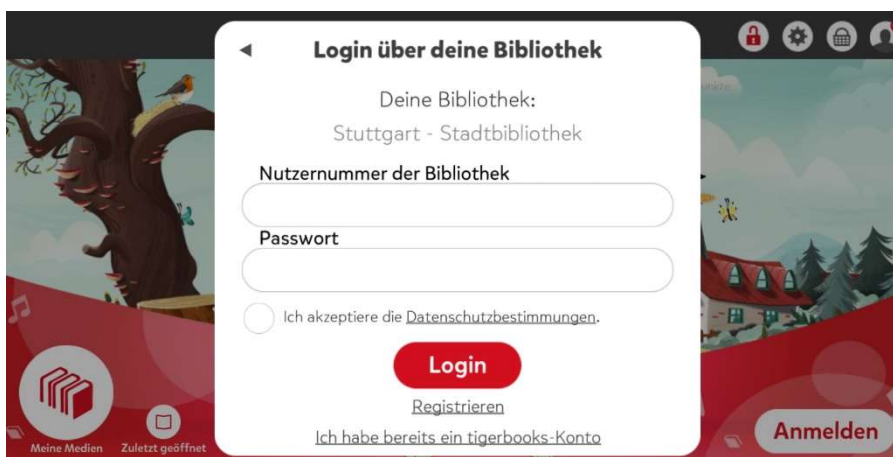 Login über deine Bibliothek
Deine Bibliothek:
Stuttgart - Stadtbibliothek
Nutzernummer der Bibliothek
Passwort
Ich akzeptiere die Datenschutzbestimmungen.
Login
Registrieren
Ich habe bereits ein tigerbooks-Konto
Meine Medien
Zuletzt geöffnet
Anmelden